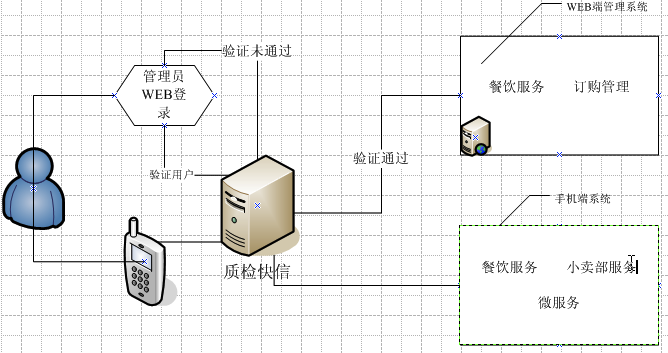 WEB端管理系统
验证未通过
管理员
WEB登
录
餐饮服务
订购管理
验证通过
验证用户
手机端系统
质检快信
餐饮服务
小卖部服务
微服务